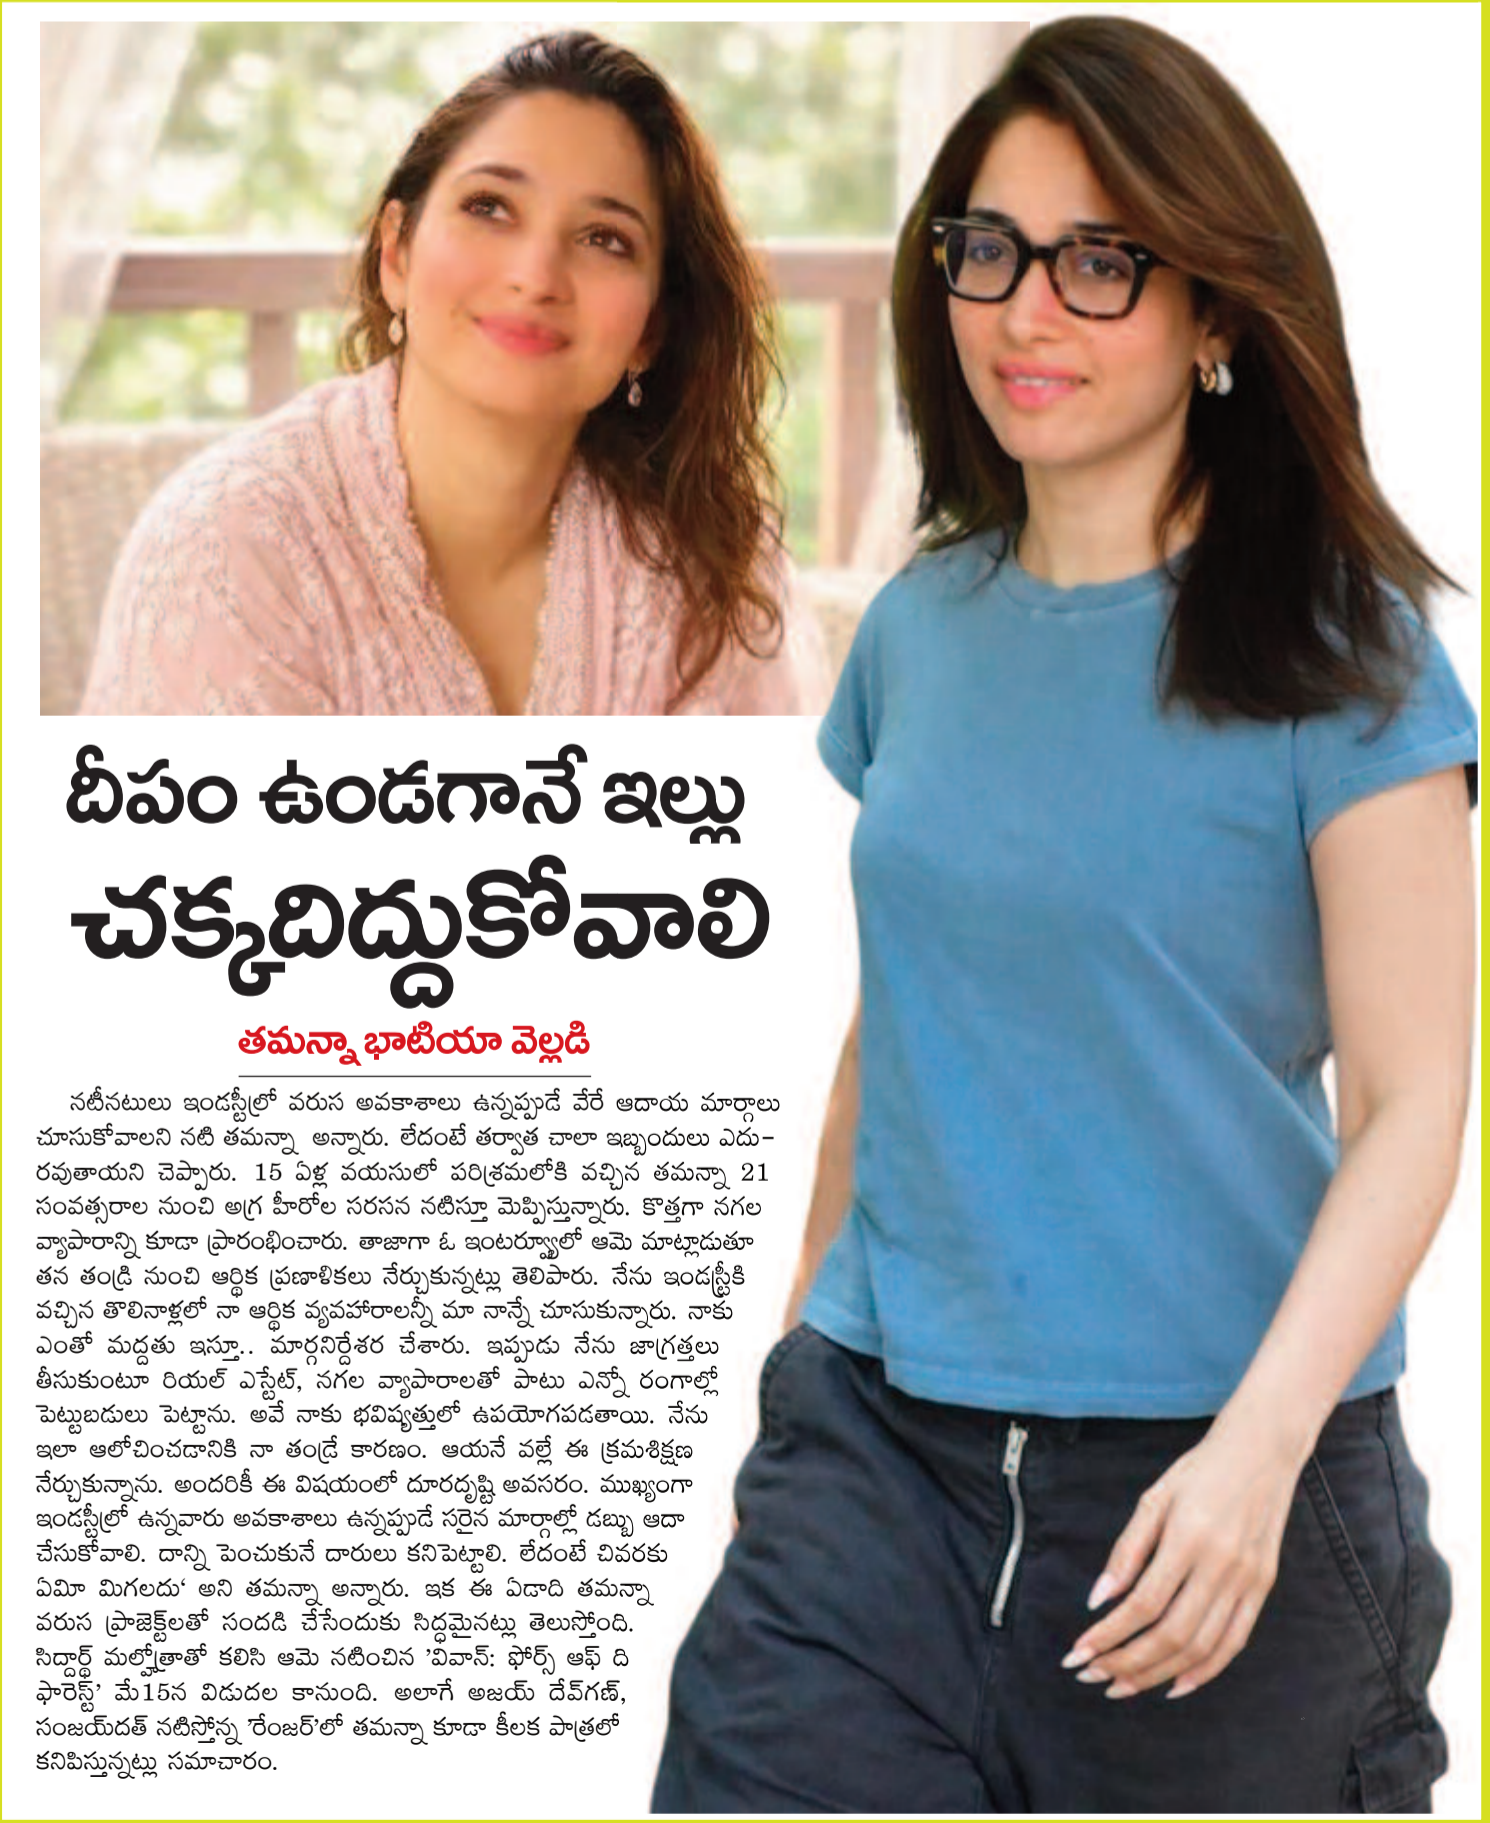 దీపం ఉండగానే ఇల్లు
చక్కదిద్దుకోవాలి
తమన్నా భాటియా వెల్లడి
నటీనటులు ఇండస్ట్రీలో వరుస అవకాశాలు ఉన్నప్పుడే వేరే ఆదాయ మార్గాలు
చూసుకోవాలని నటి తమన్నా అన్నారు. లేదంటే తర్వాత చాలా ఇబ్బందులు ఎదు-
రవుతాయని చెప్పారు. 15 ఏళ్ల వయసులో పరిశ్రమలోకి వచ్చిన తమన్నా 21
సంవత్సరాల నుంచి అగ్ర హీరోల సరసన నటిస్తూ మెప్పిస్తున్నారు. కొత్తగా నగల
వ్యాపారాన్ని కూడా ప్రారంభించారు. తాజాగా ఓ ఇంటర్వ్యూలో ఆమె మాట్లాడుతూ
తన తండ్రి నుంచి ఆర్థిక ప్రణాళికలు నేర్చుకున్నట్లు తెలిపారు. నేను ఇండస్ట్రీకి
వచ్చిన తొలినాళ్లలో నా ఆర్థిక వ్యవహారాలన్నీ మా నాన్నే చూసుకున్నారు. నాకు
ఎంతో మద్దతు ఇస్తూ.. మార్గనిర్దేశర చేశారు. ఇప్పుడు నేను జాగ్రత్తలు
తీసుకుంటూ రియల్ ఎస్టేట్, నగల వ్యాపారాలతో పాటు ఎన్నో రంగాల్లో
పెట్టుబడులు పెట్టాను. అవే నాకు భవిష్యత్తులో ఉపయోగపడతాయి. నేను
ఇలా ఆలోచించడానికి నా తండ్రే కారణం. ఆయనే వల్లే ఈ క్రమశిక్షణ
నేర్చుకున్నాను. అందరికీ ఈ విషయంలో దూరదృష్టి అవసరం. ముఖ్యంగా
ఇండస్ట్రీలో ఉన్నవారు అవకాశాలు ఉన్నప్పుడే సరైన మార్గాల్లో డబ్బు ఆదా
చేసుకోవాలి. దాన్ని పెంచుకునే దారులు కనిపెట్టాలి. లేదంటే చివరకు
ఏమీ మిగలదు‘ అని తమన్నా అన్నారు. ఇక ఈ ఏడాది తమన్నా
వరుస ప్రాజెక్ట్‌లతో సందడి చేసేందుకు సిద్ధమైనట్లు తెలుస్తోంది.
సిద్దార్థ్ మల్హోత్రాతో కలిసి ఆమె నటించిన ’వివాన్: ఫోర్స్ ఆఫ్ ది
ఫారెస్ట్’ మే15న విడుదల కానుంది. అలాగే అజయ్ దేవ్‌గణ్,
సంజయ్‌దత్ నటిస్తోన్న ’రేంజర్’లో తమన్నా కూడా కీలక పాత్రలో
కనిపిస్తున్నట్లు సమాచారం.